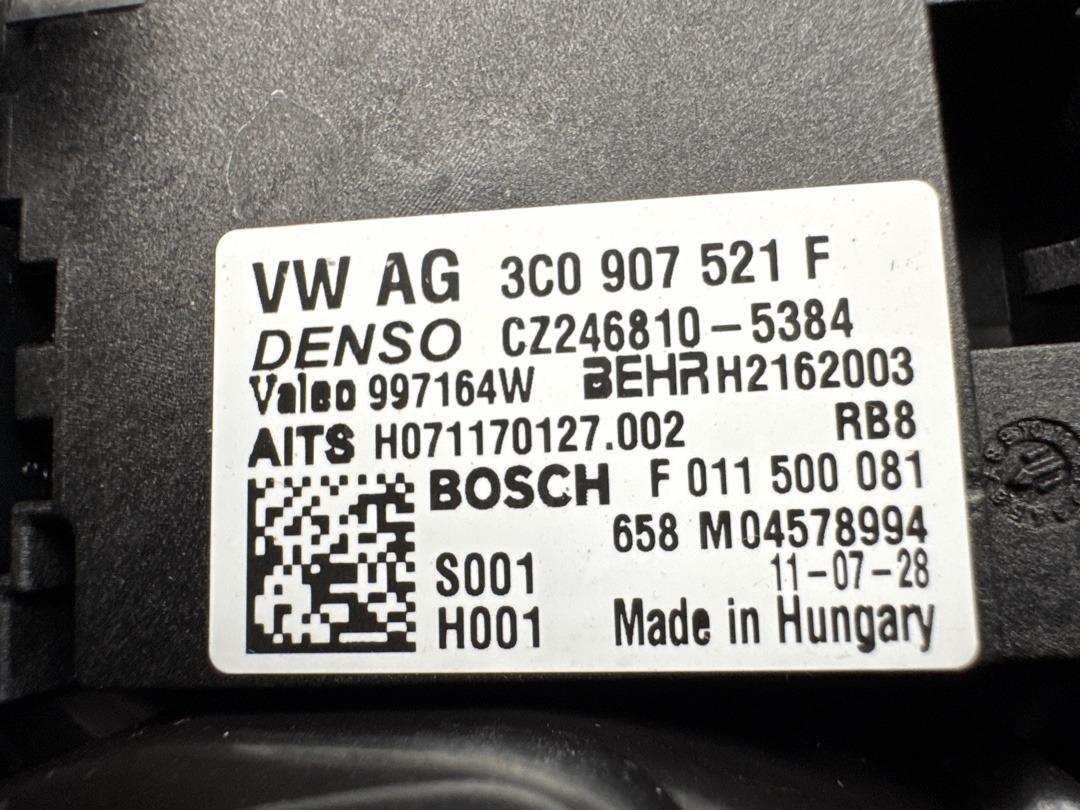 VW AG 3C0 907 521 F
DENSO CZ246810-5384
Valeo 997164W BEHR H2162003
AITS H071170127.002 RB8
BOSCH F 011 500 081
658 M04578994
S001 11-07-28
H001 Made in Hungary